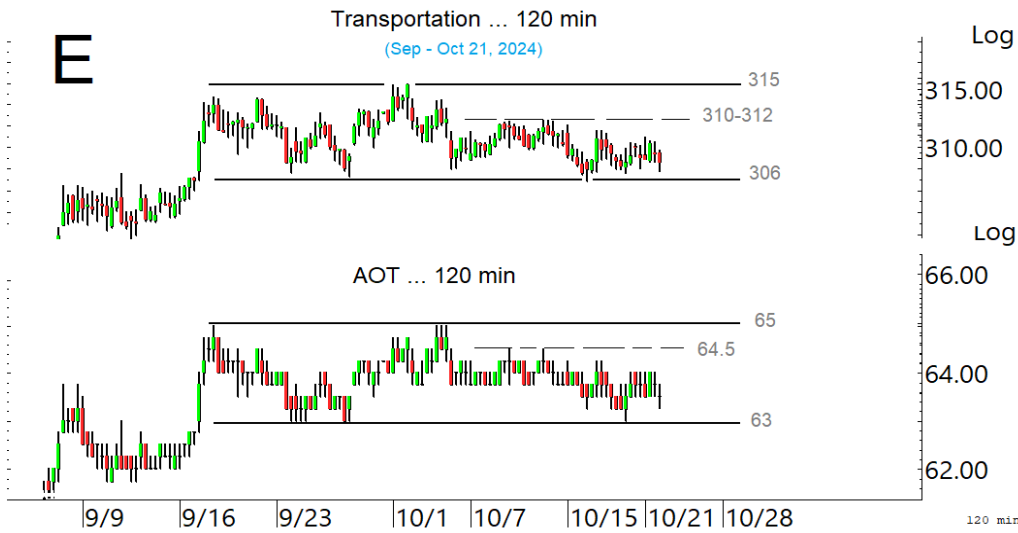 Transportation ... 120 min
(Sep - Oct 21, 2024)
E
Log
315
315.00
310-312
310.00
306
Log
AOT ... 120 min
66.00
65
64.5
64.00
63
62.00
9/9 9/16 9/23 10/1 10/7 10/15 10/21 10/28
120 min